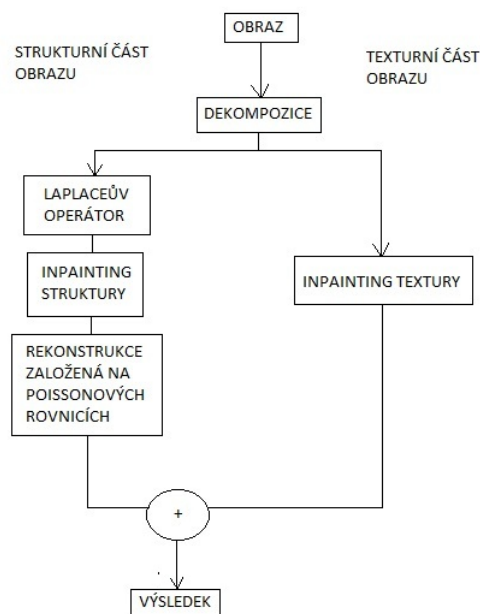 OBRAZ
STRUKTURNÍ ČÁST
OBRAZU
TEXTURNÍ ČÁST
OBRAZU
DEKOMPOZICE
LAPLACEŮV
OPERÁTOR
INPAINTING
STRUKTURY
INPAINTING TEXTURY
REKONSTRUKCE
ZALOŽENÁ NA
POISSONOVÝCH
ROVNICÍCH
+
VÝSLEDEK